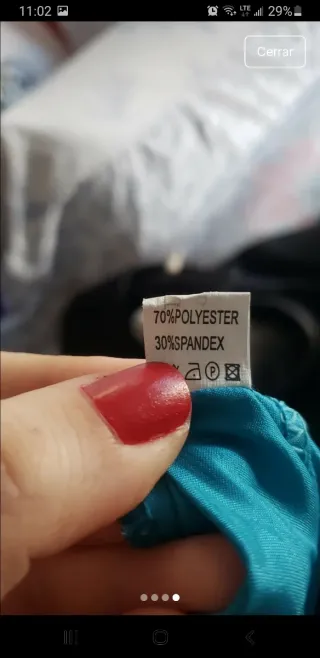 11:02
LTE
29%
Cerrar
70%POLYESTER
30%SPANDEX
P